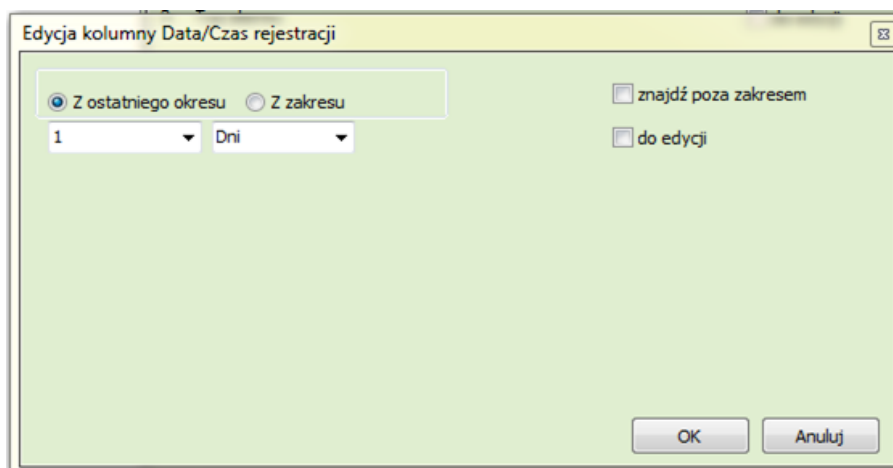 Edycja kolumny Data/Czas rejestracji
Z ostatniego okresu Z zakresu
znajdź poza zakresem
1 Dni
do edycji
OK Anuluj